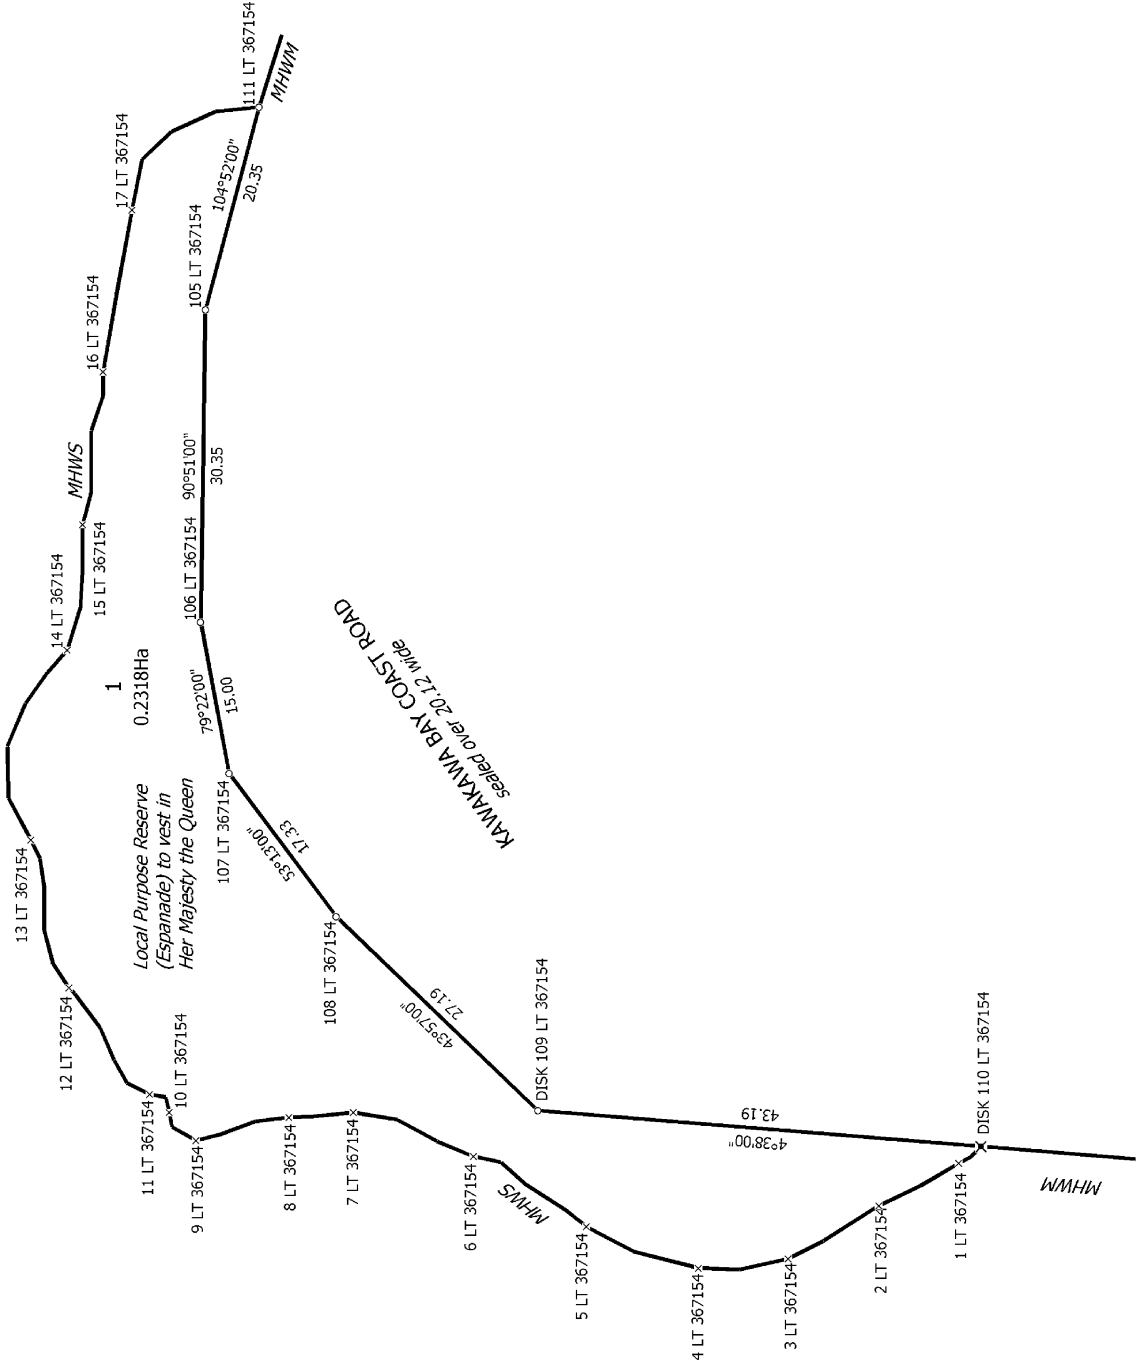 111 LT 367154
MHWM
17 LT 367154
104°52'00"
20.35
105 LT 367154
16 LT 367154
MHWS
90°51'00"
30.35
15 LT 367154
106 LT 367154
14 LT 367154
1
0.2318Ha
79°22'00"
15.00
KAWAKAWA BAY COAST ROAD
sealed over 20.12 wide
Local Purpose Reserve
(Espanade) to vest in
Her Majesty the Queen
107 LT 367154
53°13'00"
17.33
13 LT 367154
108 LT 367154
43°57'00"
27.19
12 LT 367154
10 LT 367154
11 LT 367154
9 LT 367154
8 LT 367154
7 LT 367154
DISK 109 LT 367154
43.19
4°38'00"
DISK 110 LT 367154
MHWM
6 LT 367154
MHWS
5 LT 367154
4 LT 367154
3 LT 367154
2 LT 367154
1 LT 367154